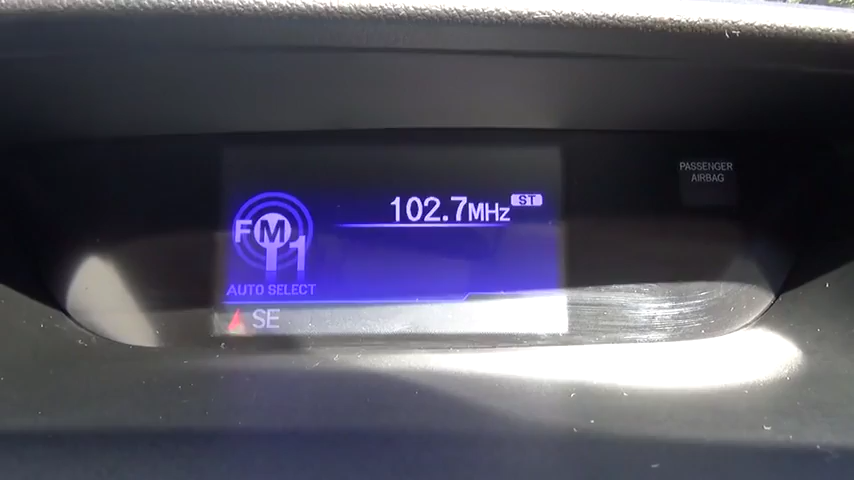 102.7MHz ST
FM1
AUTO SELECT
SE
PASSENGER
AIRBAG